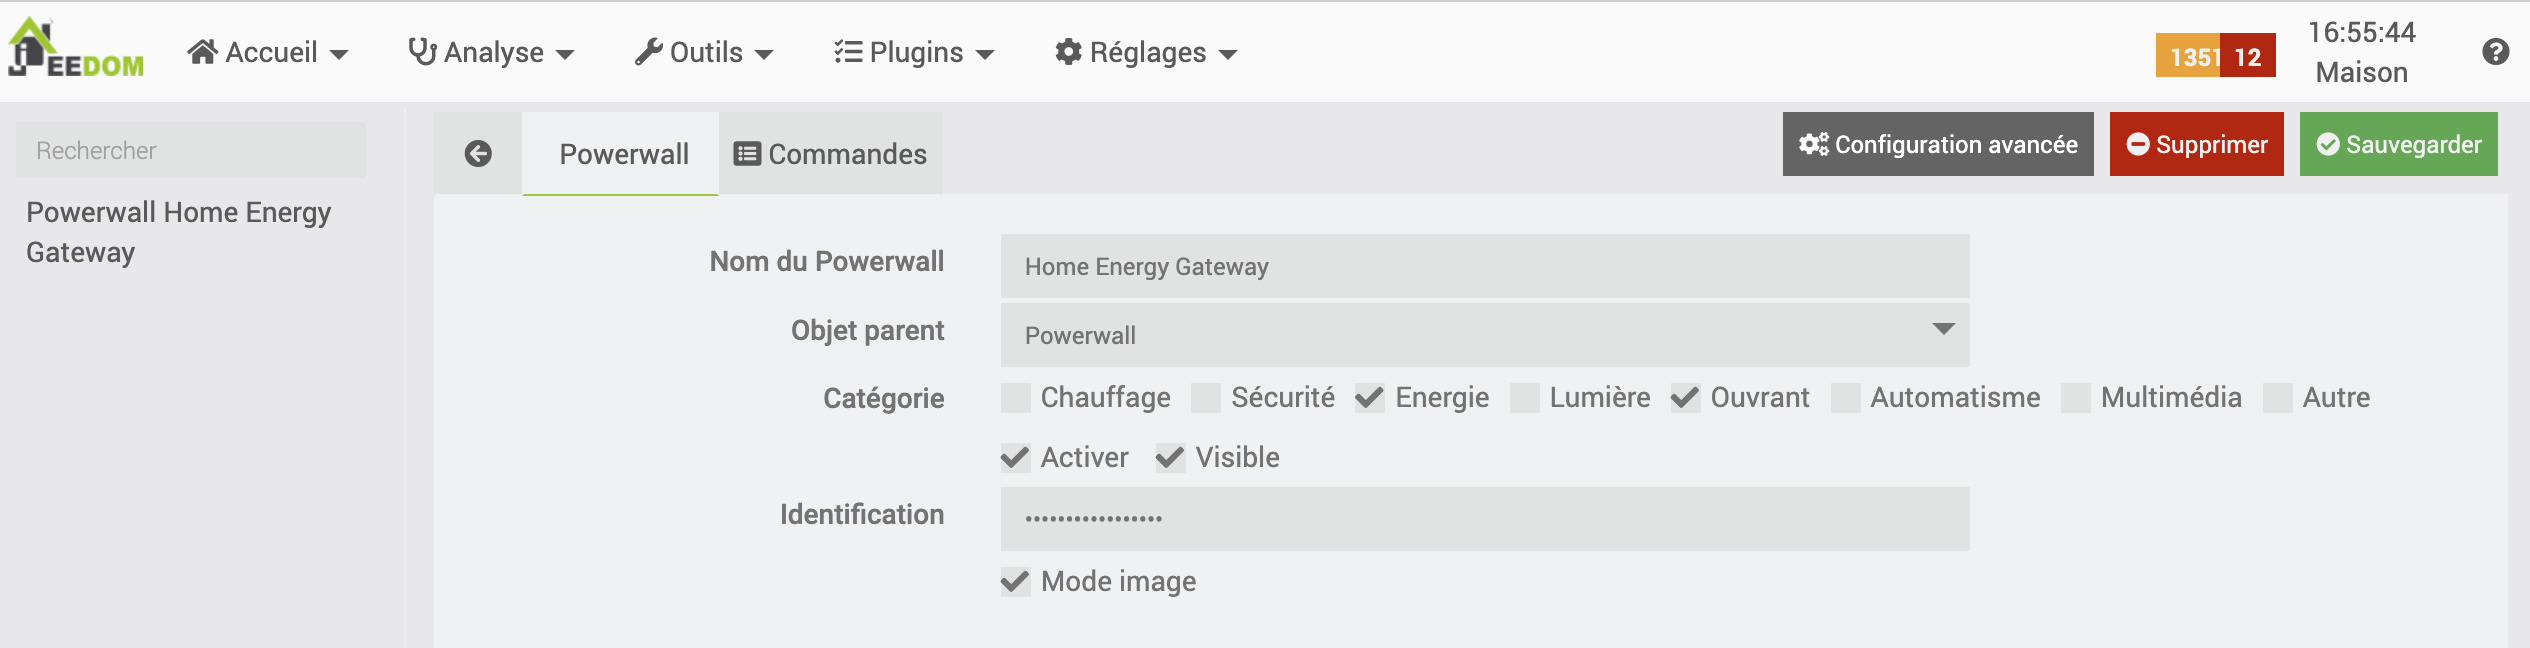 JEEDOM
Accueil
Analyse
Outils
Plugins
Réglages
1351 12
16:55:44
Maison
Rechercher
Powerwall Home Energy
Gateway
Powerwall
Commandes
Configuration avancée
Supprimer
Sauvegarder
Nom du Powerwall
Home Energy Gateway
Objet parent
Powerwall
Catégorie
Chauffage Sécurité Energie Lumière Ouvrant Automatisme Multimédia Autre
Activer Visible
Identification
•••••••••••••••••
Mode image